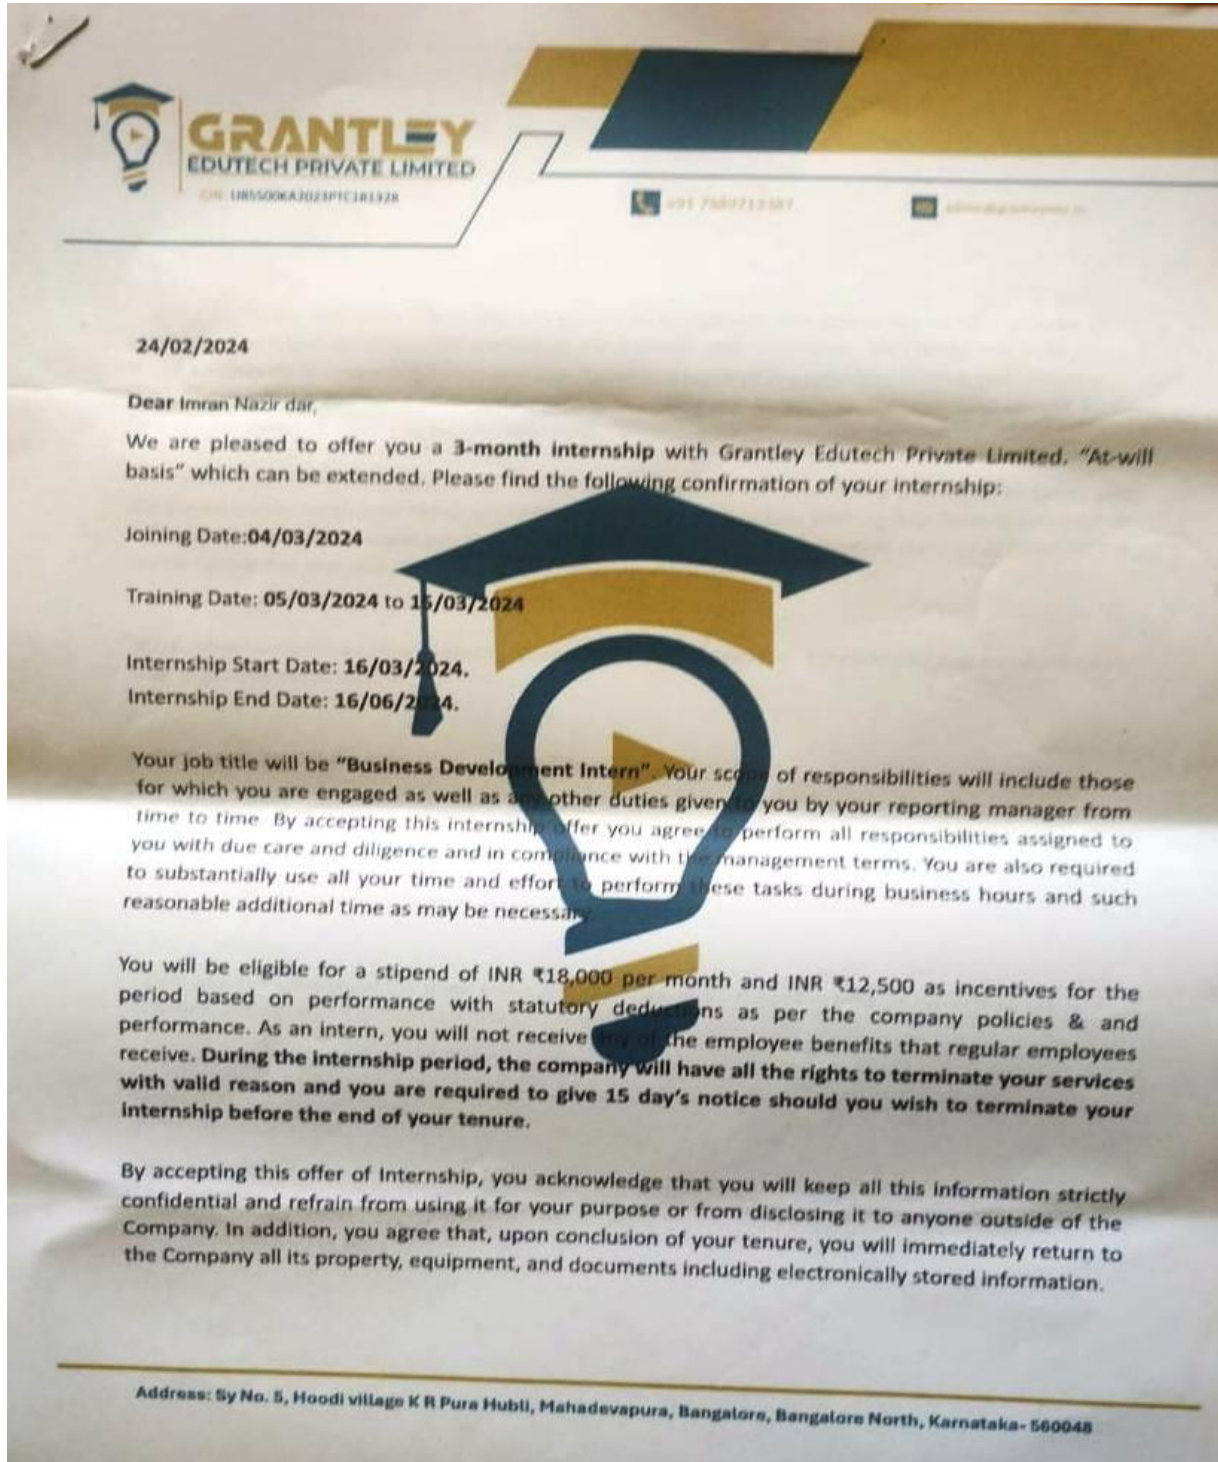 GRANTLEY
EDUTECH PRIVATE LIMITED
CIN: U85500KA2023PTC181928
+91
24/02/2024
Dear Imran Nazir dar,
We are pleased to offer you a 3-month internship with Grantley Edutech Private Limited. “At-will
basis” which can be extended. Please find the following confirmation of your internship:
Joining Date:04/03/2024
Training Date: 05/03/2024 to 15/03/2024
Internship Start Date: 16/03/2024.
Internship End Date: 16/06/2024.
Your job title will be “Business Development Intern”. Your scope of responsibilities will include those
for which you are engaged as well as any other duties given to you by your reporting manager from
time to time. By accepting this internship offer you agree to perform all responsibilities assigned to
you with due care and diligence and in compliance with the management terms. You are also required
to substantially use all your time and effort to perform these tasks during business hours and such
reasonable additional time as may be necessary.
You will be eligible for a stipend of INR ₹18,000 per month and INR ₹12,500 as incentives for the
period based on performance with statutory deductions as per the company policies & and
performance. As an intern, you will not receive any of the employee benefits that regular employees
receive. During the internship period, the company will have all the rights to terminate your services
with valid reason and you are required to give 15 day’s notice should you wish to terminate your
internship before the end of your tenure.
By accepting this offer of Internship, you acknowledge that you will keep all this information strictly
confidential and refrain from using it for your purpose or from disclosing it to anyone outside of the
Company. In addition, you agree that, upon conclusion of your tenure, you will immediately return to
the Company all its property, equipment, and documents including electronically stored information.
Address: Sy No. 5, Hoodi village K R Pura Hubli, Mahadevapura, Bangalore, Bangalore North, Karnataka- 560048